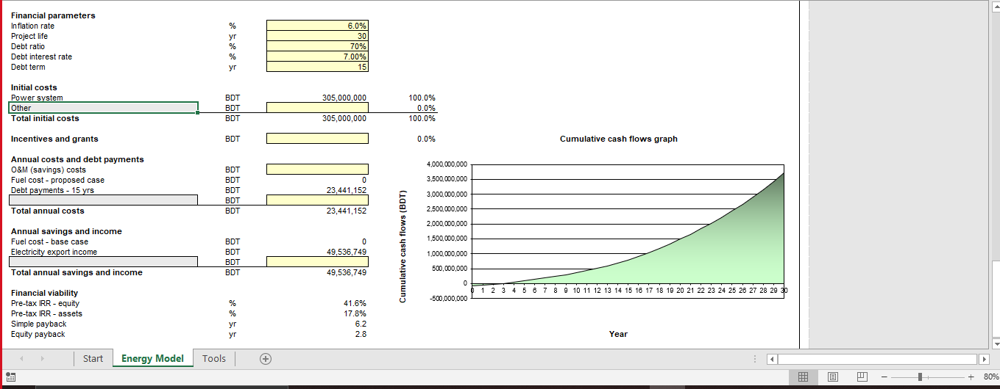 Financial parameters
Inflation rate % 6.0%
Project life yr 30
Debt ratio % 70%
Debt interest rate % 7.00%
Debt term yr 15
Initial costs
Power system BDT 305,000,000 100.0%
Other BDT 0.0%
Total initial costs BDT 305,000,000 100.0%
Incentives and grants BDT 0.0%
Annual costs and debt payments
O&M (savings) costs BDT
Fuel cost - proposed case BDT 0
Debt payments - 15 yrs BDT 23,441,152
BDT
Total annual costs BDT 23,441,152
Annual savings and income
Fuel cost - base case BDT 0
Electricity export income BDT 49,536,749
BDT
Total annual savings and income BDT 49,536,749
Financial viability
Pre-tax IRR - equity % 41.6%
Pre-tax IRR - assets % 17.8%
Simple payback yr 6.2
Equity payback yr 2.8
Cumulative cash flows graph
Cumulative cash flows (BDT)
4,000,000,000
3,500,000,000
3,000,000,000
2,500,000,000
2,000,000,000
1,500,000,000
1,000,000,000
500,000,000
0
-500,000,000
0 1 2 3 4 5 6 7 8 9 10 11 12 13 14 15 16 17 18 19 20 21 22 23 24 25 26 27 28 29 30
Year
Start Energy Model Tools
80%